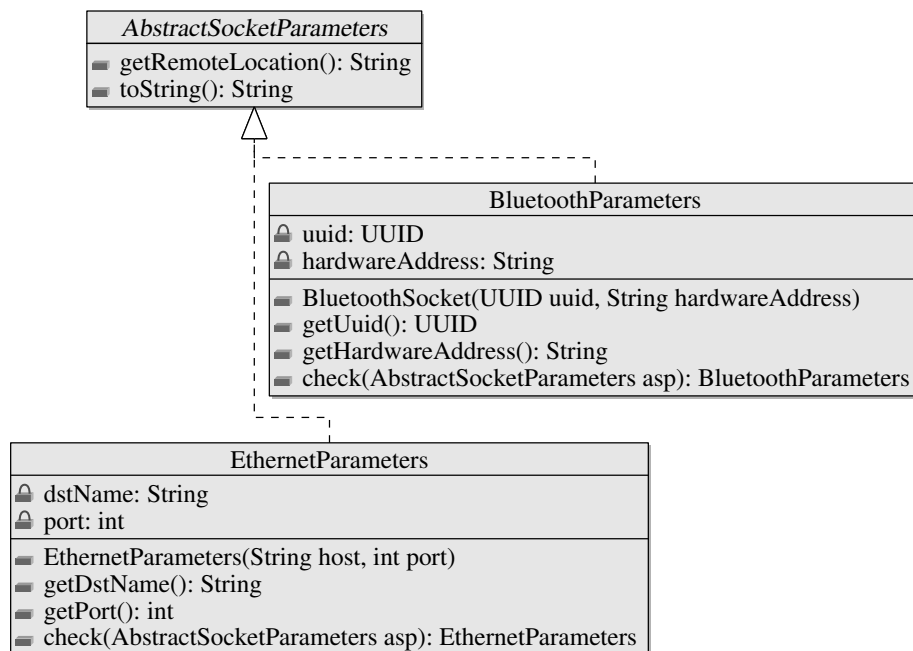 AbstractSocketParameters
getRemoteLocation(): String
toString(): String
BluetoothParameters
uuid: UUID
hardwareAddress: String
BluetoothSocket(UUID uuid, String hardwareAddress)
getUuid(): UUID
getHardwareAddress(): String
check(AbstractSocketParameters asp): BluetoothParameters
EthernetParameters
dstName: String
port: int
EthernetParameters(String host, int port)
getDstName(): String
getPort(): int
check(AbstractSocketParameters asp): EthernetParameters